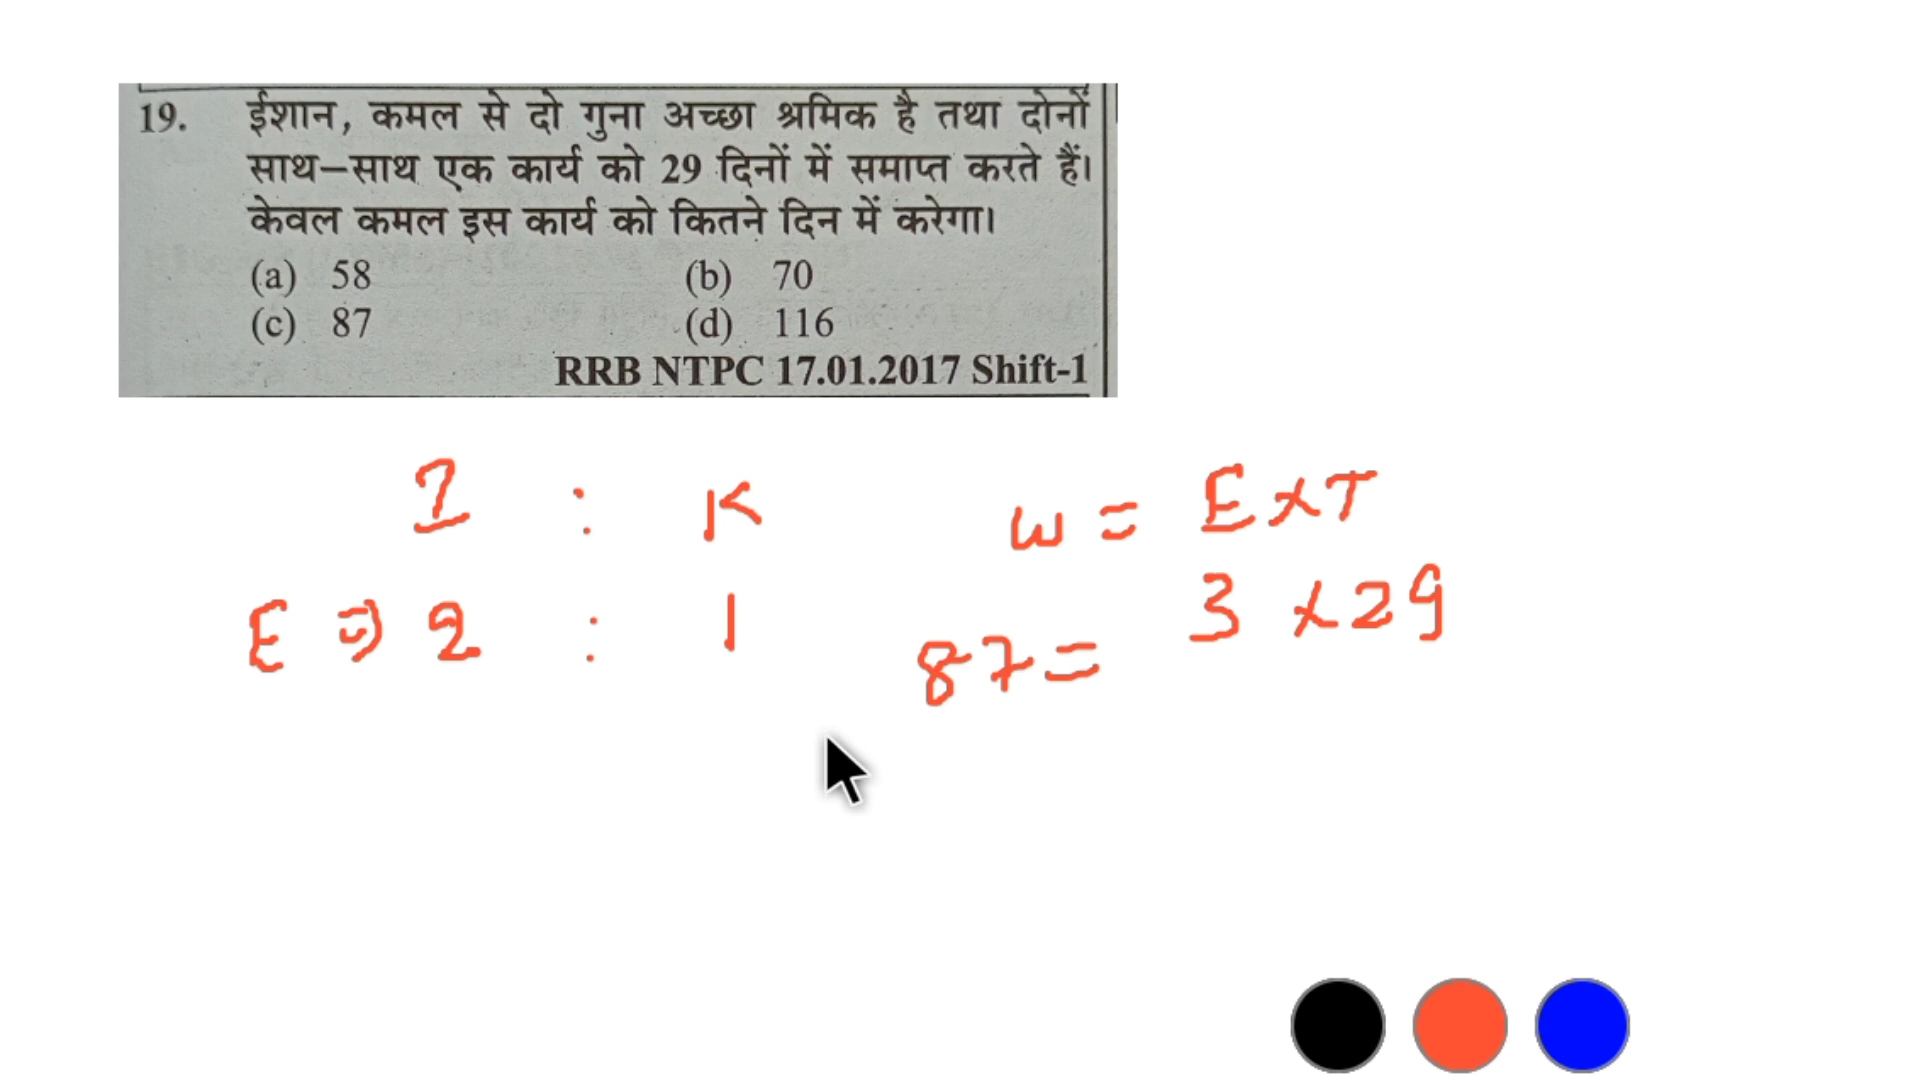 19. ईशान, कमल से दो गुना अच्छा श्रमिक है तथा दोनों
साथ–साथ एक कार्य को 29 दिनों में समाप्त करते हैं।
केवल कमल इस कार्य को कितने दिन में करेगा।
(a) 58 (b) 70
(c) 87 (d) 116
RRB NTPC 17.01.2017 Shift-1
I : K
E ⇒ 2 : 1
W = E×T
87 = 3×29